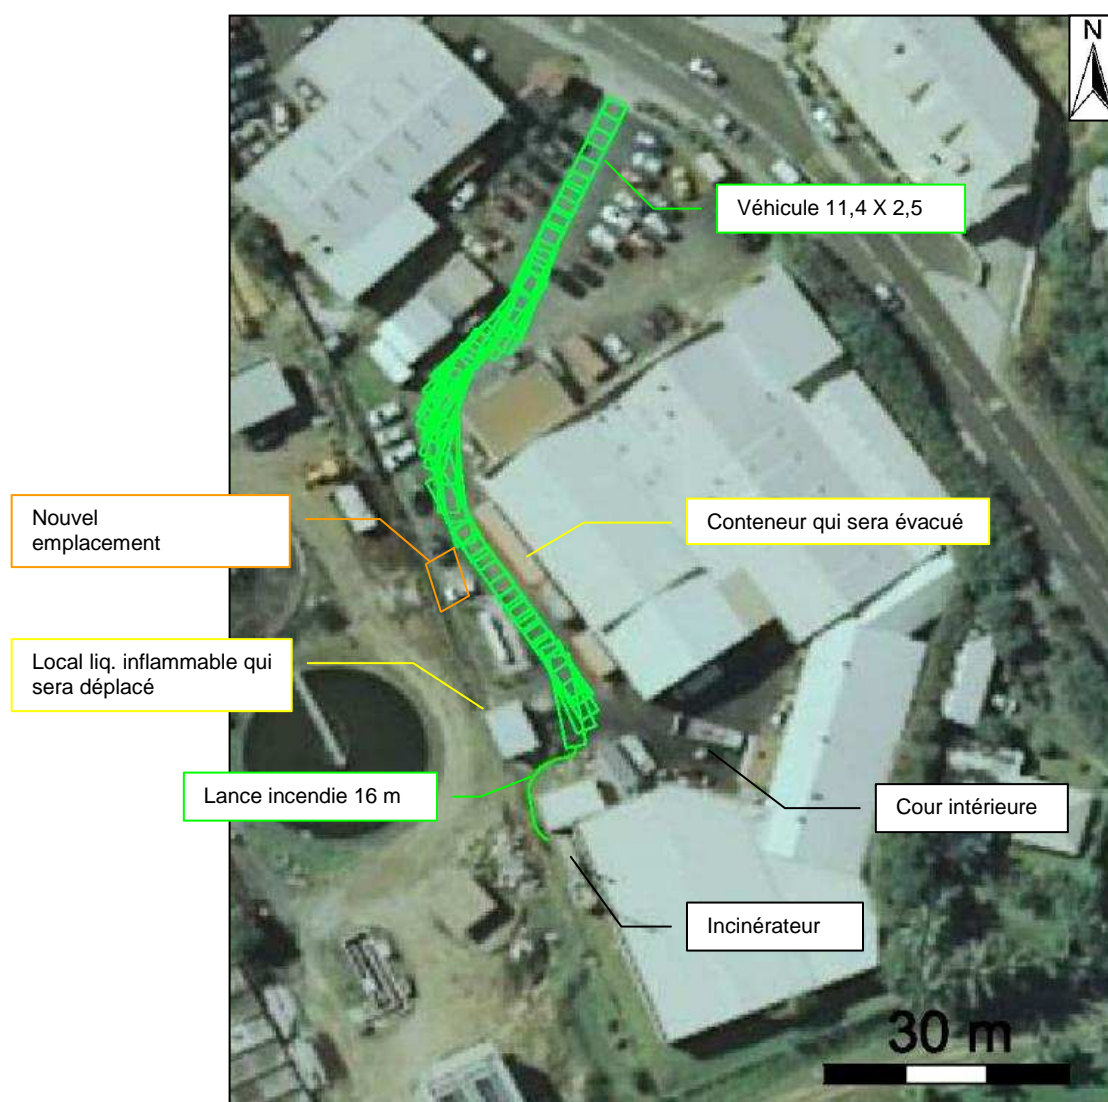 N
Véhicule 11,4 X 2,5
Nouvel
emplacement
Conteneur qui sera évacué
Local liq. inflammable qui
sera déplacé
Lance incendie 16 m
Cour intérieure
Incinérateur
30 m